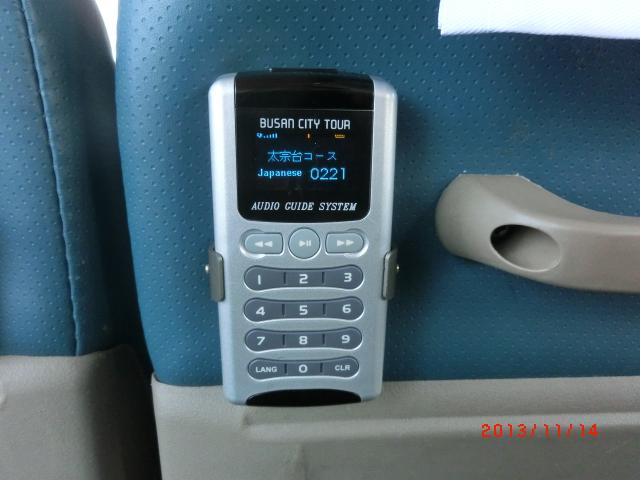 BUSAN CITY TOUR
太宗台コース
Japanese 0221
AUDIO GUIDE SYSTEM
1 2 3
4 5 6
7 8 9
LANG 0 CLR
2013/11/14